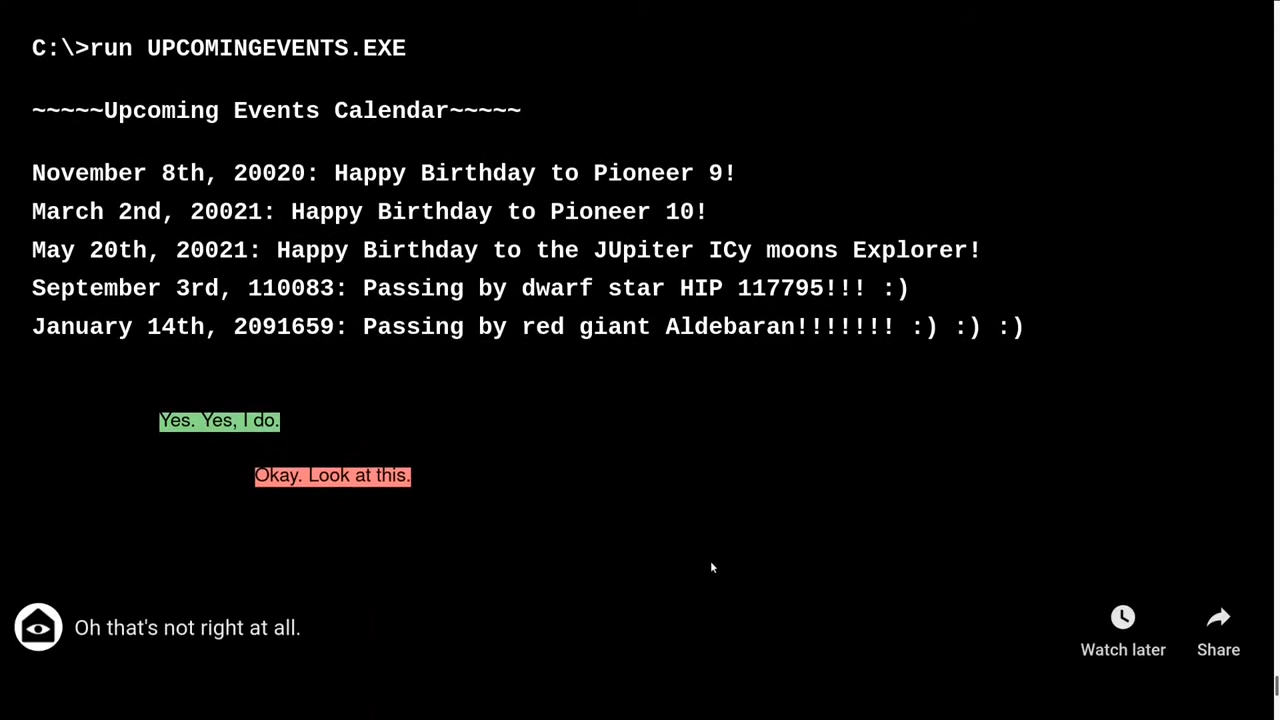 C:\>run UPCOMINGEVENTS.EXE
~~~~~Upcoming Events Calendar~~~~~
November 8th, 20020: Happy Birthday to Pioneer 9!
March 2nd, 20021: Happy Birthday to Pioneer 10!
May 20th, 20021: Happy Birthday to the JUpiter ICy moons Explorer!
September 3rd, 110083: Passing by dwarf star HIP 117795!!! :)
January 14th, 2091659: Passing by red giant Aldebaran!!!!!!! :) :) :)
Yes. Yes, I do.
Okay. Look at this.
Oh that's not right at all.
Watch later
Share